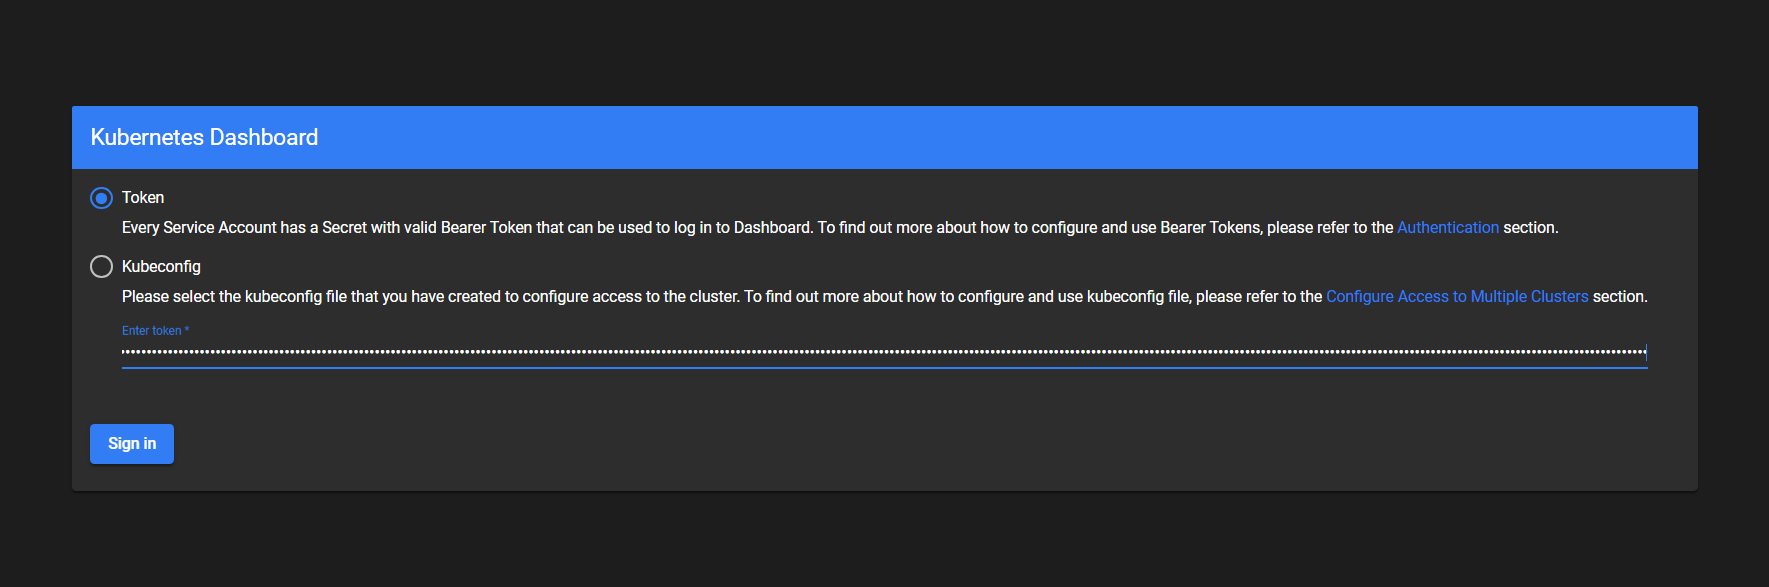 Kubernetes Dashboard
Token
Every Service Account has a Secret with valid Bearer Token that can be used to log in to Dashboard. To find out more about how to configure and use Bearer Tokens, please refer to the Authentication section.
Kubeconfig
Please select the kubeconfig file that you have created to configure access to the cluster. To find out more about how to configure and use kubeconfig file, please refer to the Configure Access to Multiple Clusters section.
Enter token *
Sign in